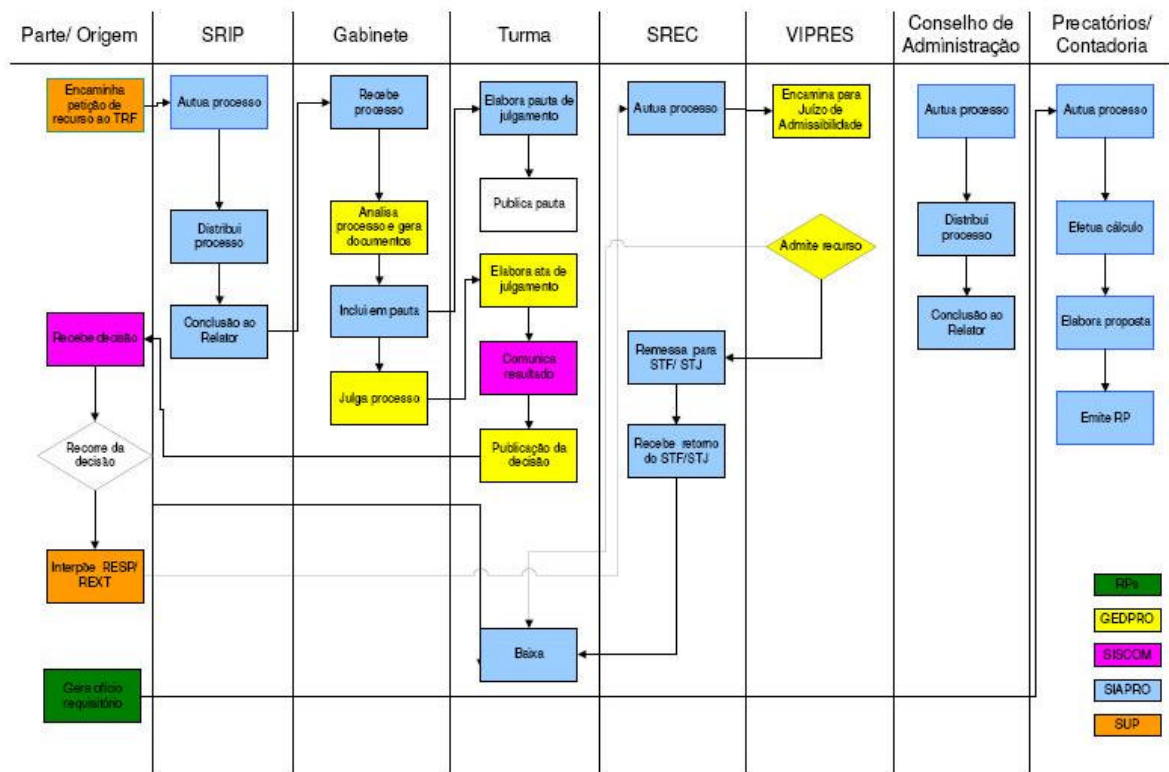 Parte/ Origem
SRIP
Gabinete
Turma
SREC
VIPRES
Conselho de
Administração
Precatórios/
Contadoria
Encaminha
petição de
recurso ao TRF
Autua processo
Recebe
processo
Elabora pauta de
julgamento
Autua processo
Encamina para
Juízo de
Admissibilidade
Autua processo
Autua processo
Publica pauta
Analisa
processo e gera
documentos
Distribui
processo
Admite recurso
Distribui
processo
Efetua cálculo
Elabora ata de
julgamento
Inclui em pauta
Conclusão ao
Relator
Conclusão ao
Relator
Elabora proposta
Recebe decisão
Comunica
resultado
Remessa para
STF/ STJ
Julga processo
Emite RP
Recorre da
decisão
Publicação da
decisão
Recebe retorno
do STF/STJ
Interpõe RESP/
REXT
Baixa
Gera ofício
requisitório
RPs
GEDPRO
SISCOM
SIAPRO
SUP